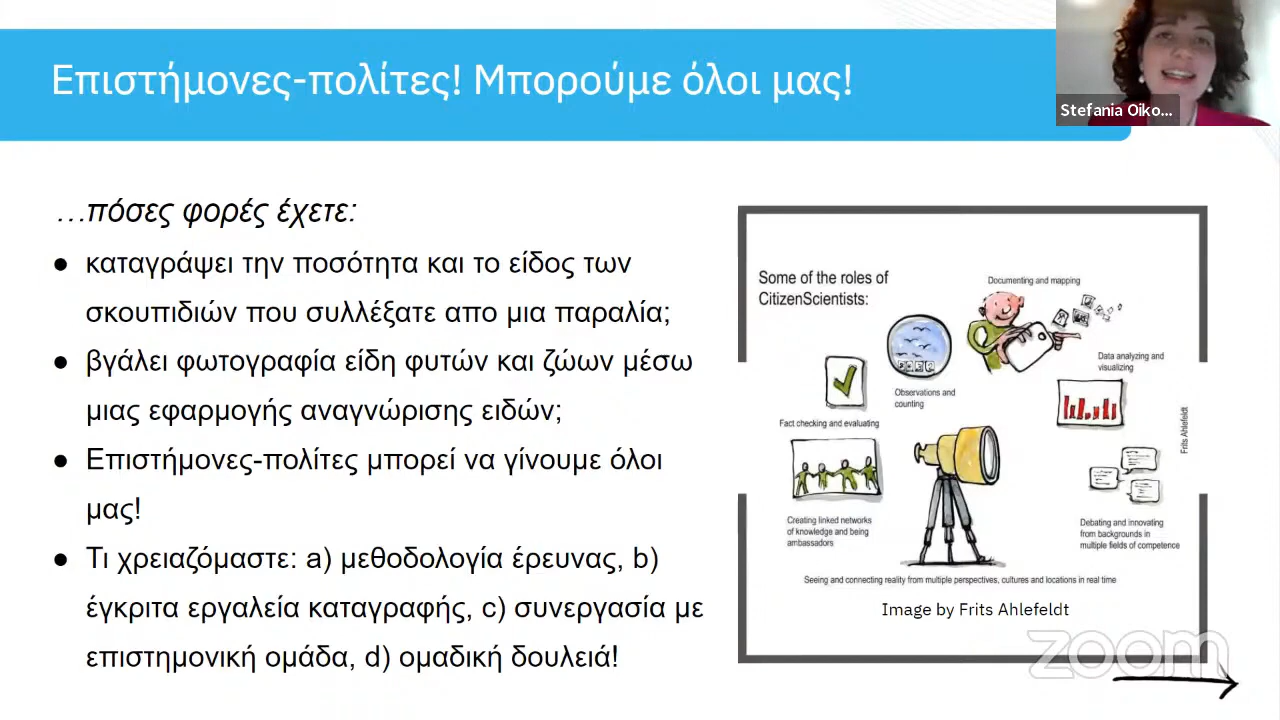 Επιστήμονες-πολίτες! Μπορούμε όλοι μας!
Stefania Oiko...
…πόσες φορές έχετε:
● καταγράψει την ποσότητα και το είδος των
σκουπιδιών που συλλέξατε απο μια παραλία;
● βγάλει φωτογραφία είδη φυτών και ζώων μέσω
μιας εφαρμογής αναγνώρισης ειδών;
● Επιστήμονες-πολίτες μπορεί να γίνουμε όλοι
μας!
● Τι χρειαζόμαστε: a) μεθοδολογία έρευνας, b)
έγκριτα εργαλεία καταγραφής, c) συνεργασία με
επιστημονική ομάδα, d) ομαδική δουλειά!
Some of the roles of
CitizenScientists:
Documenting and mapping
Observations and
counting
Data analyzing and
visualizing
Fact checking and evaluating
Frits Ahlefeldt
Creating linked networks
of knowledge and being
ambassadors
Debating and innovating
from backgrounds in
multiple fields of competence
Seeing and connecting reality from multiple perspectives, cultures and locations in real time
Image by Frits Ahlefeldt
zoom